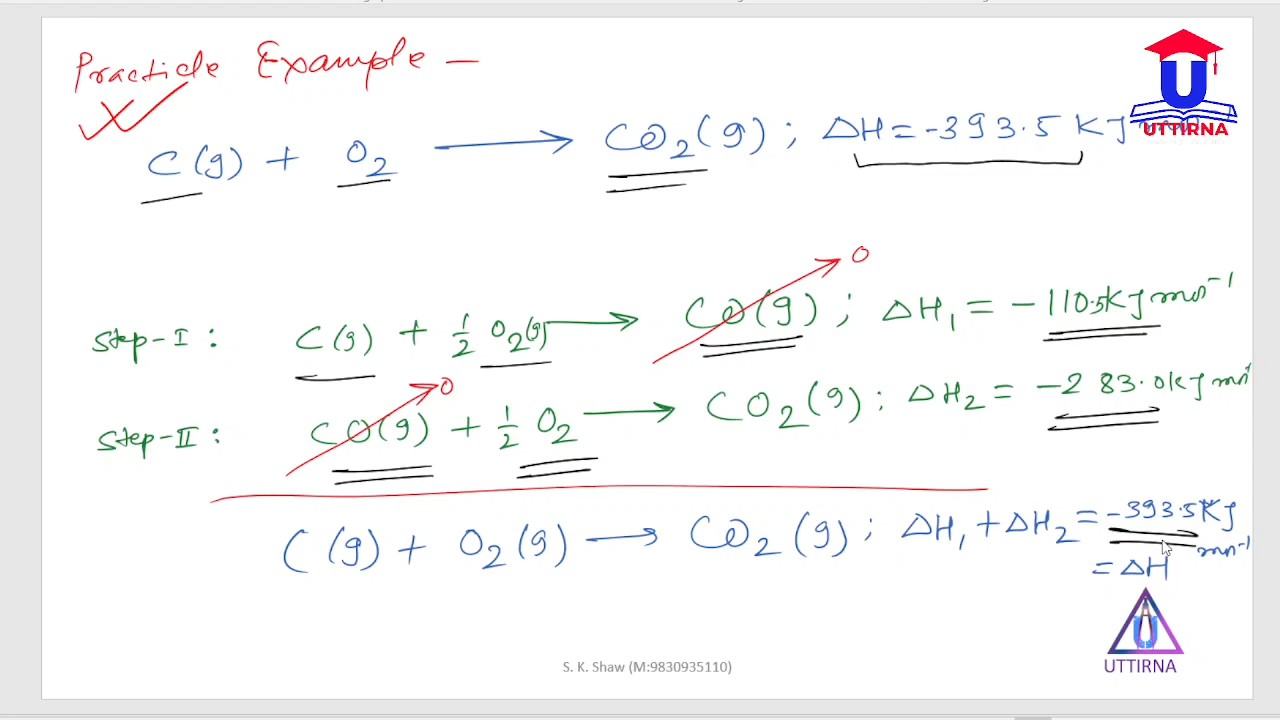 Practicle Example —
UTTIRNA
C(g) + O₂ ⟶ CO₂(g) ; ΔH = -393.5 KJ
Step-I : C(g) + ½ O₂(g) ⟶ CO(g) ; ΔH₁ = -110.5KJ mol⁻¹
0
Step-II : CO(g) + ½ O₂ ⟶ CO₂(g) ; ΔH₂ = -283.0KJ mol⁻¹
0
C(g) + O₂(g) ⟶ CO₂(g) ; ΔH₁ + ΔH₂ = -393.5KJ mol⁻¹
= ΔH
UTTIRNA
S. K. Shaw (M:9830935110)